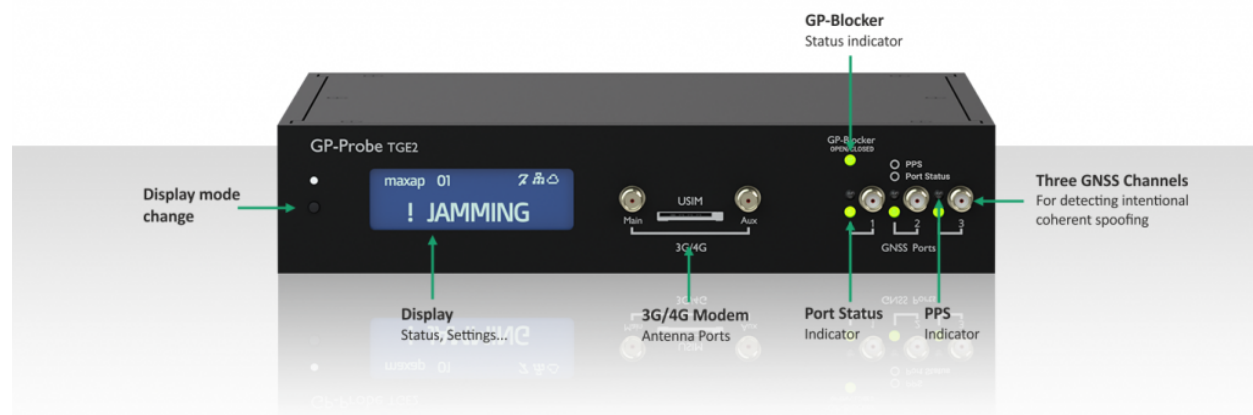 GP-Blocker
Status indicator
GP-Probe TGE2
GP-Blocker
OPEN/CLOSED
PPS
Port Status
maxap 01
! JAMMING
Display mode
change
Main
USIM
Aux
3G/4G
1
2
3
GNSS Ports
Three GNSS Channels
For detecting intentional
coherent spoofing
Display
Status, Settings...
3G/4G Modem
Antenna Ports
Port Status
Indicator
PPS
Indicator